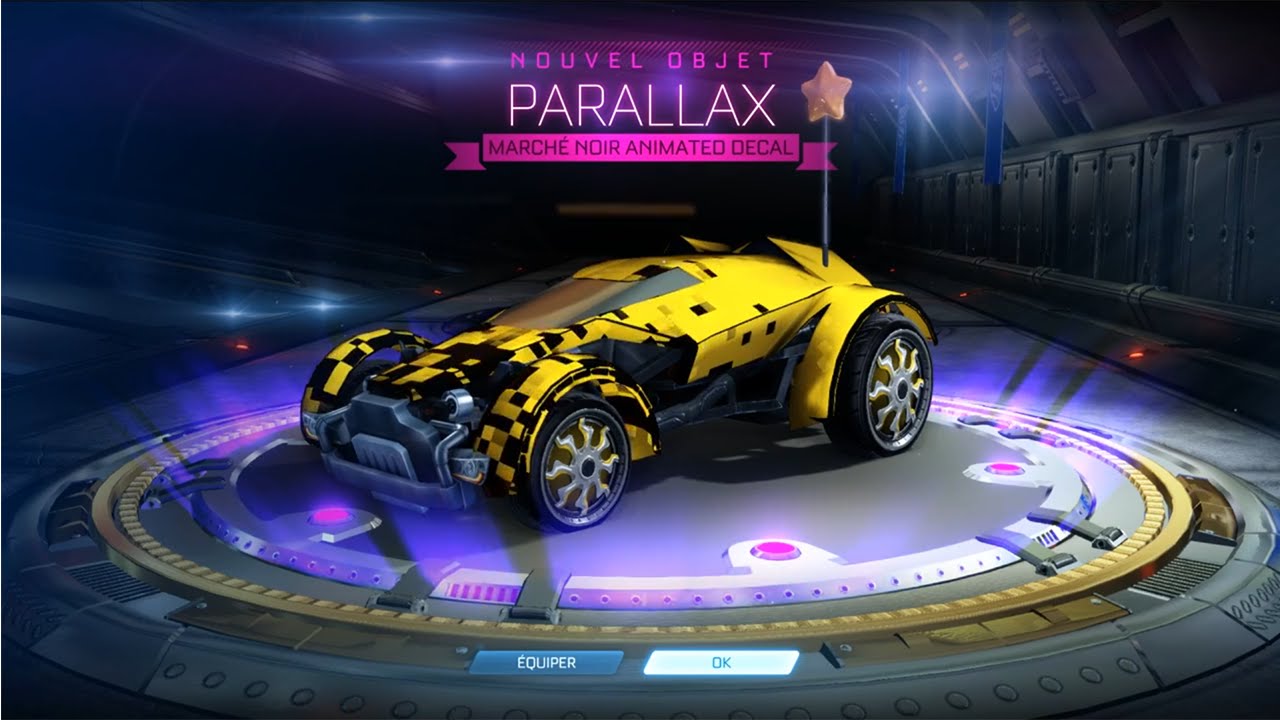 NOUVEL OBJET
PARALLAX
MARCHÉ NOIR ANIMATED DECAL
ÉQUIPER
OK